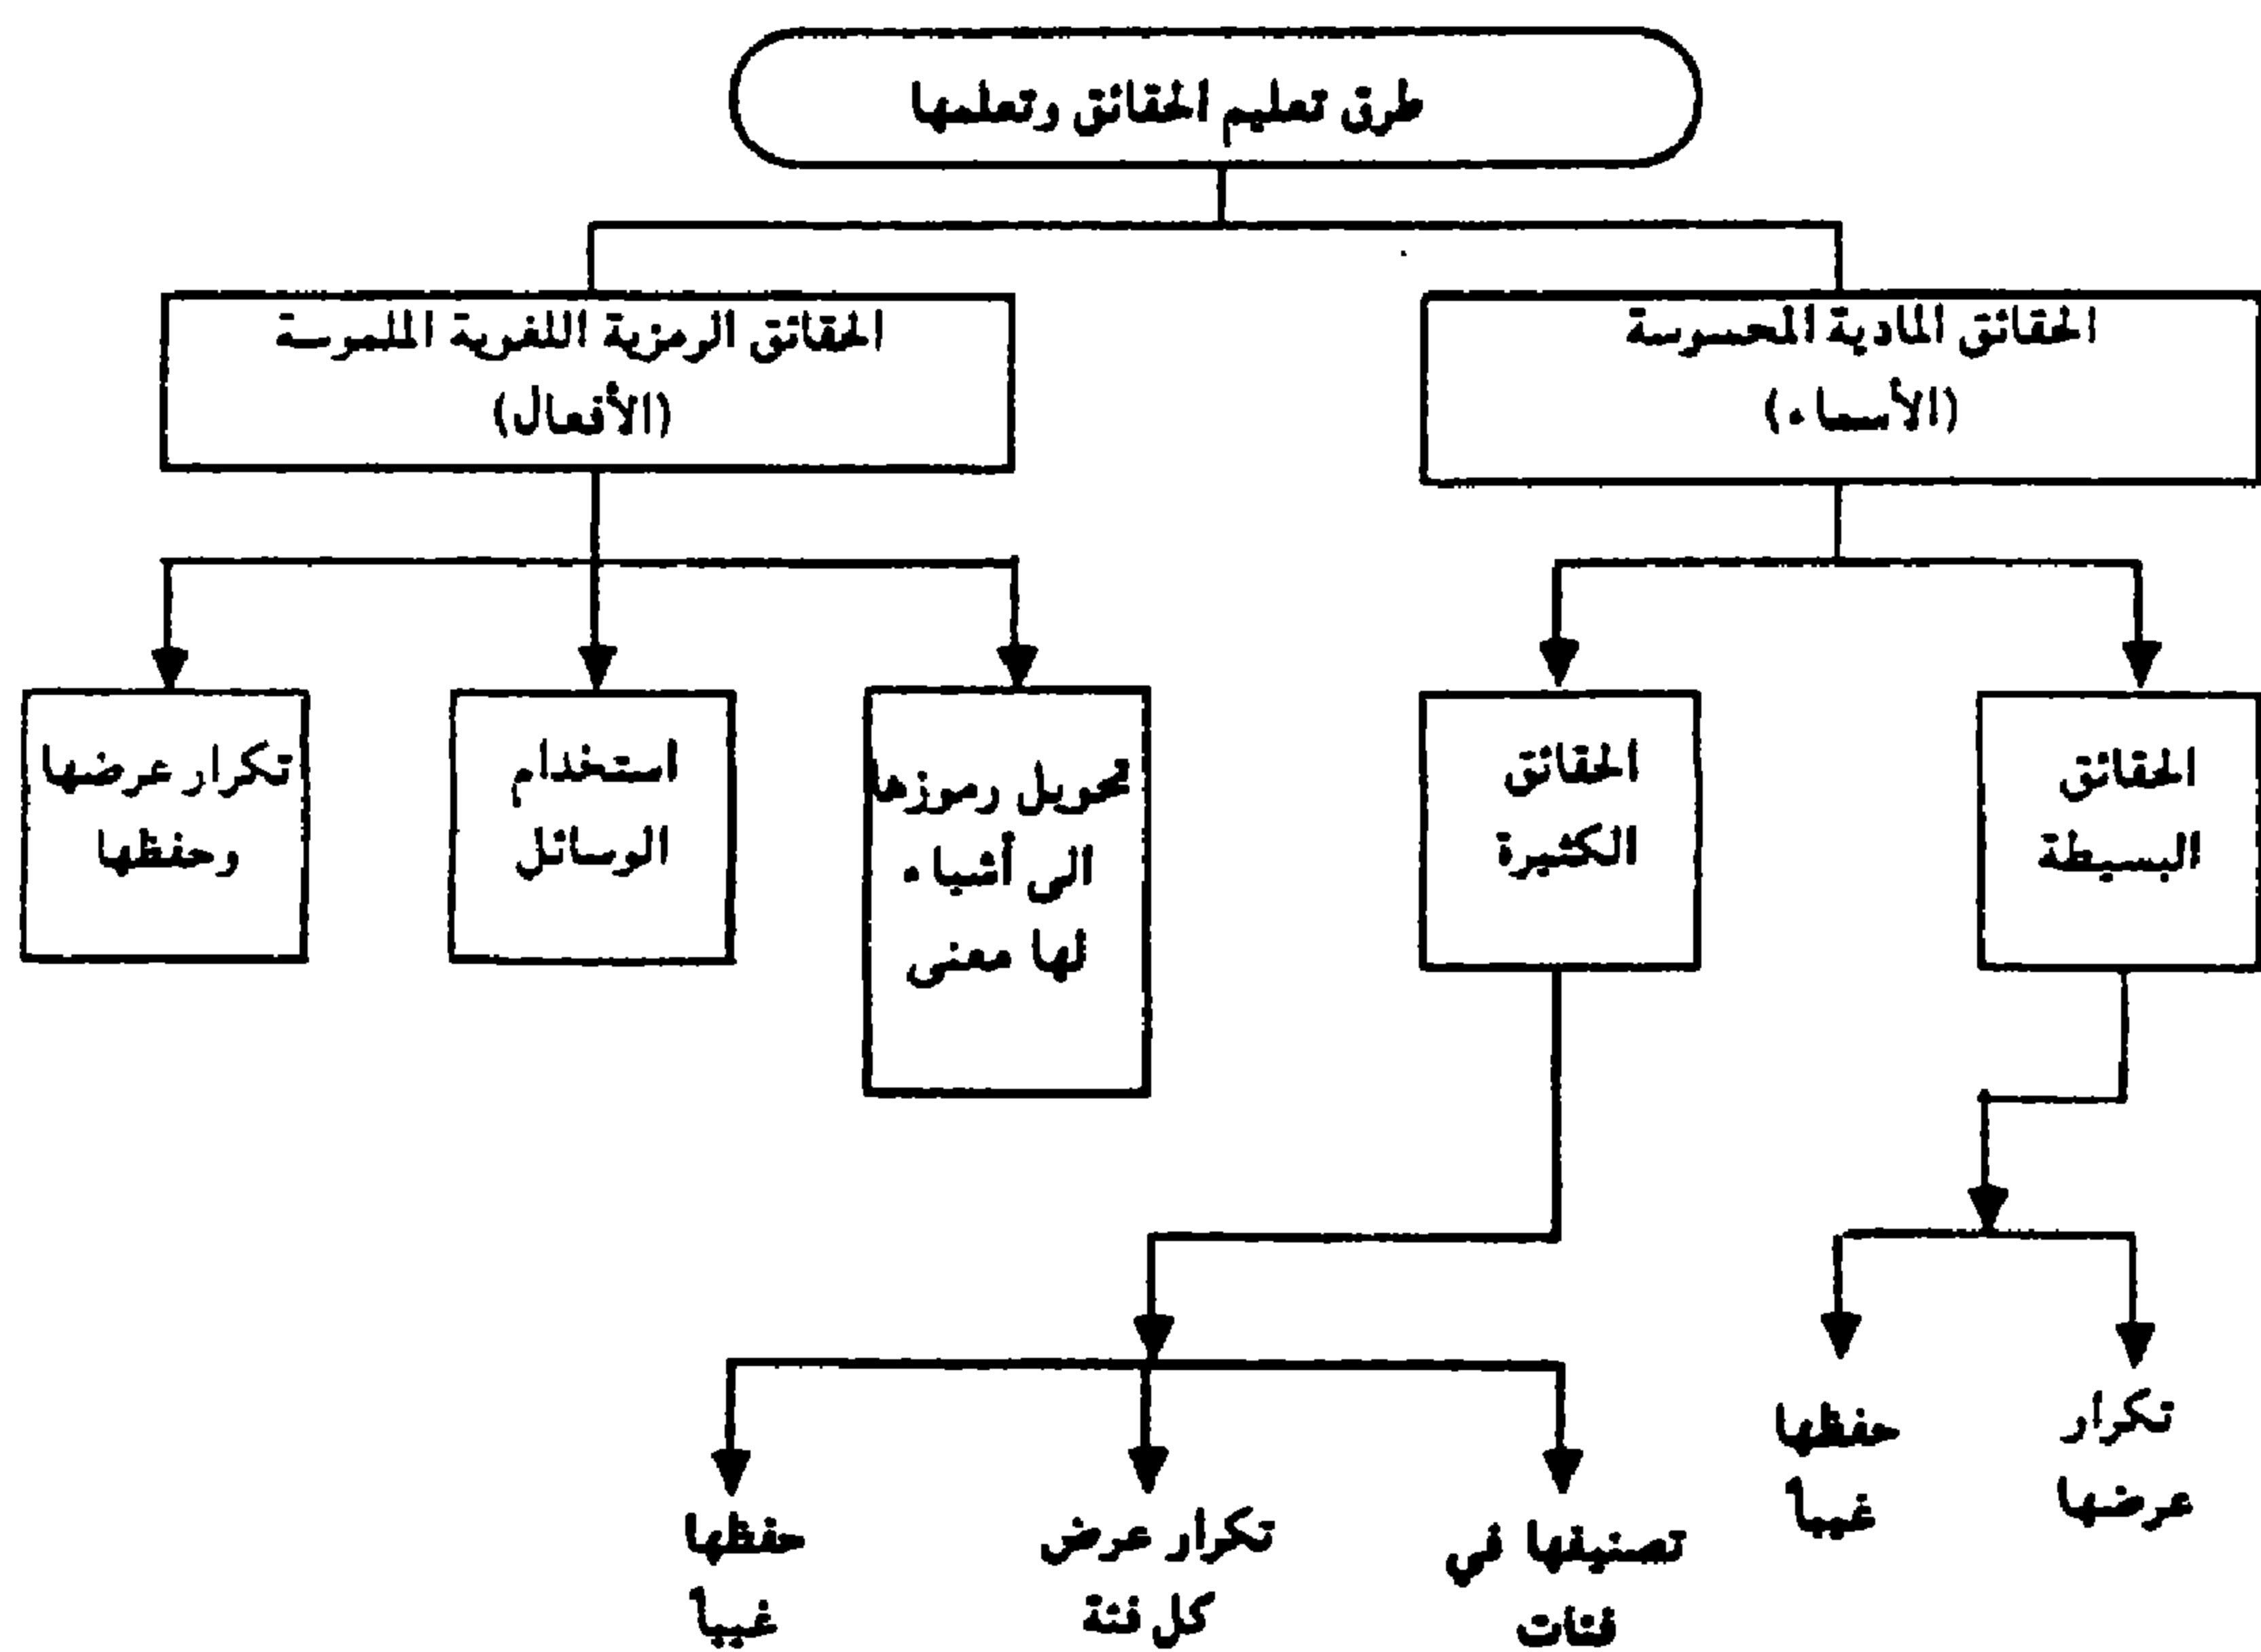 طرق تعليم الحقائق وتعلمها
الحقائق المادية المحسوسة
(الأسماء)
الحقائق الرمزية اللغوية الملموسة
(الأفعال)
الحقائق
البسيطة
الحقائق
الكثيرة
تحويل رموزها
الى أشياء
لها معنى
استخدام
الوسائل
تكرار عرضها
وحفظها
تكرار
عرضها
حفظها
غيباً
تصنيفها في
فئات
تكرار عرض
كل فئة
حفظها
غيباً